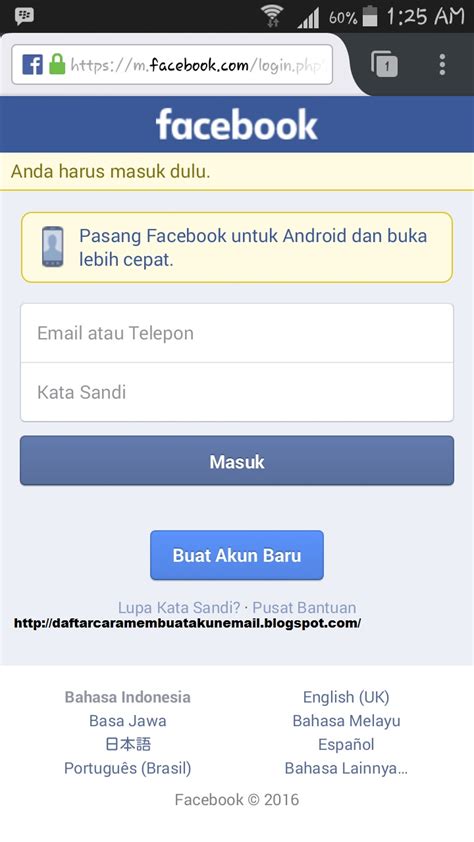 60% 1:25 AM
https://m.facebook.com/login.php
1
facebook
Anda harus masuk dulu.
Pasang Facebook untuk Android dan buka
lebih cepat.
Email atau Telepon
Kata Sandi
Masuk
Buat Akun Baru
Lupa Kata Sandi? · Pusat Bantuan
http://daftarcaramembuatakunemail.blogspot.com/
Bahasa Indonesia English (UK)
Basa Jawa Bahasa Melayu
日本語 Español
Português (Brasil) Bahasa Lainnya...
Facebook © 2016